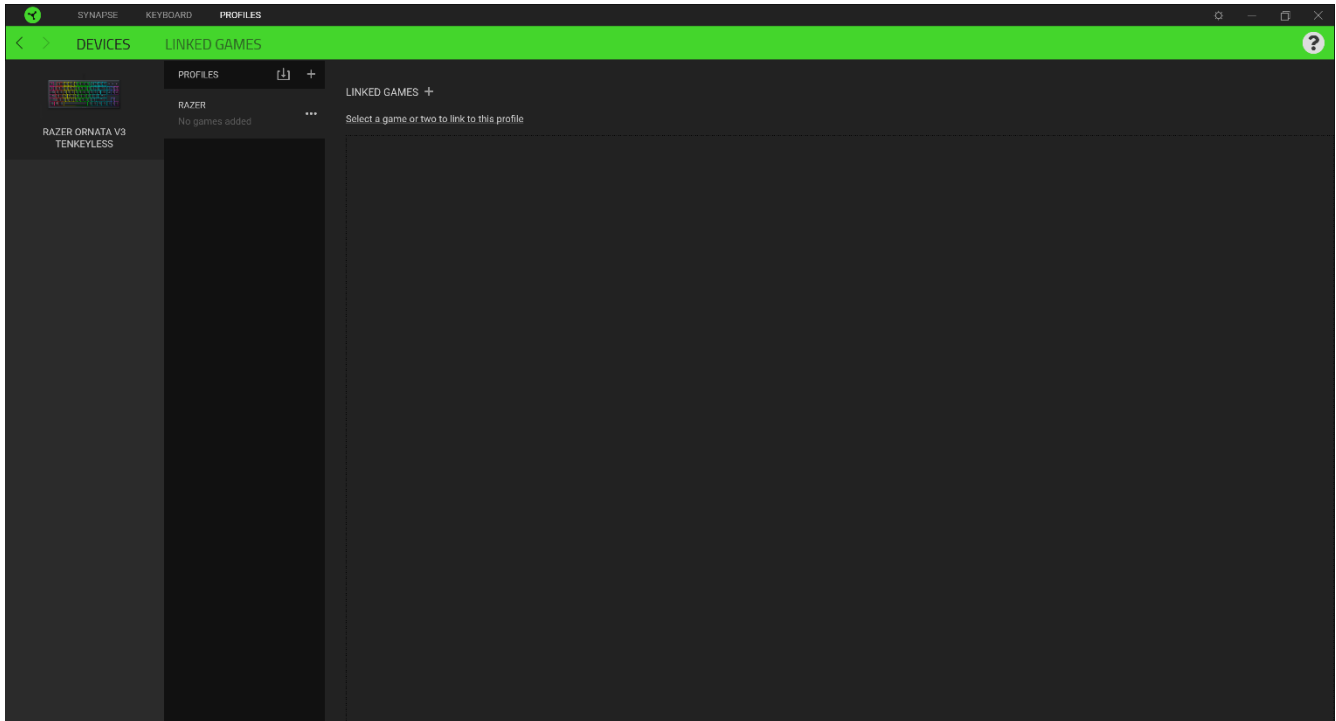 SYNAPSE KEYBOARD PROFILES
DEVICES LINKED GAMES ?
PROFILES +
RAZER
No games added
RAZER ORNATA V3
TENKEYLESS
LINKED GAMES +
Select a game or two to link to this profile